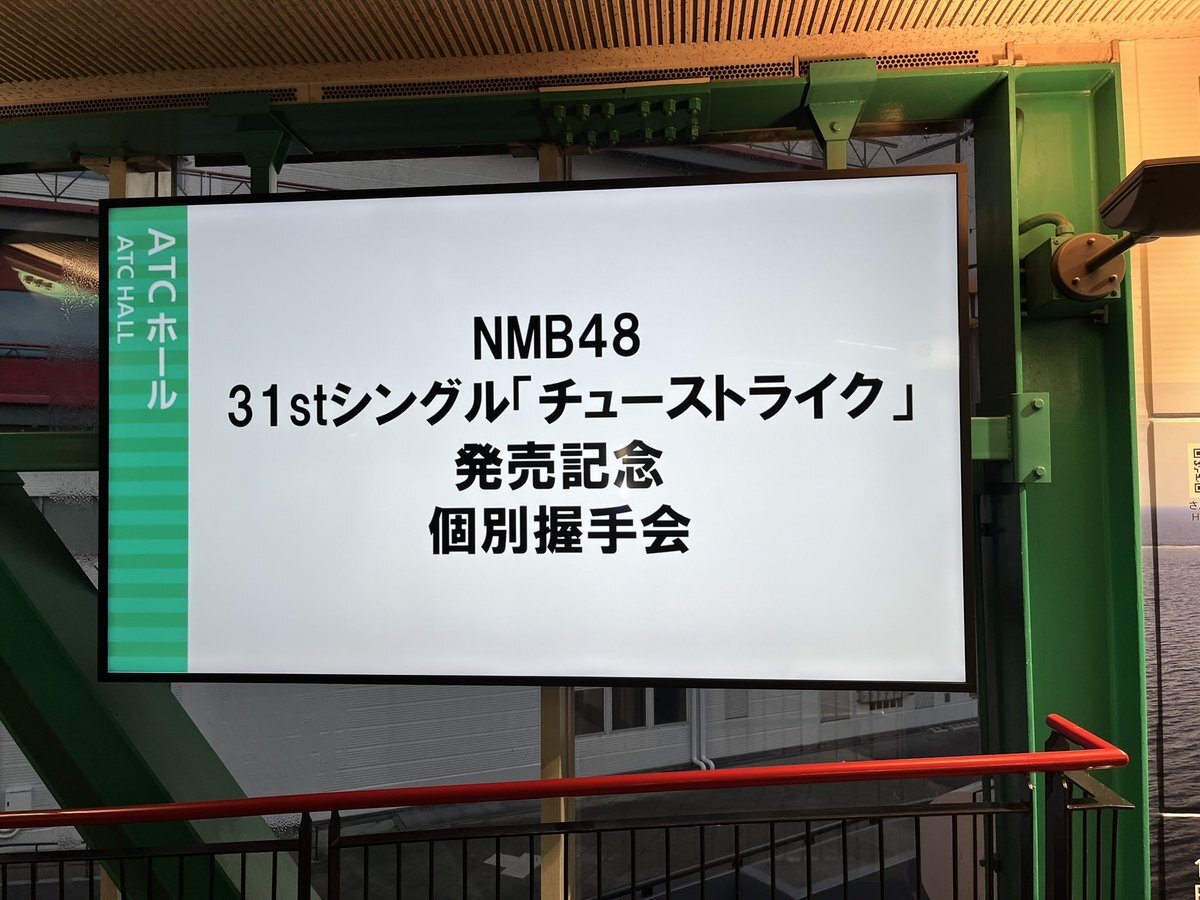 ATCホール
ATC HALL
NMB48
31stシングル「チューストライク」
発売記念
個別握手会